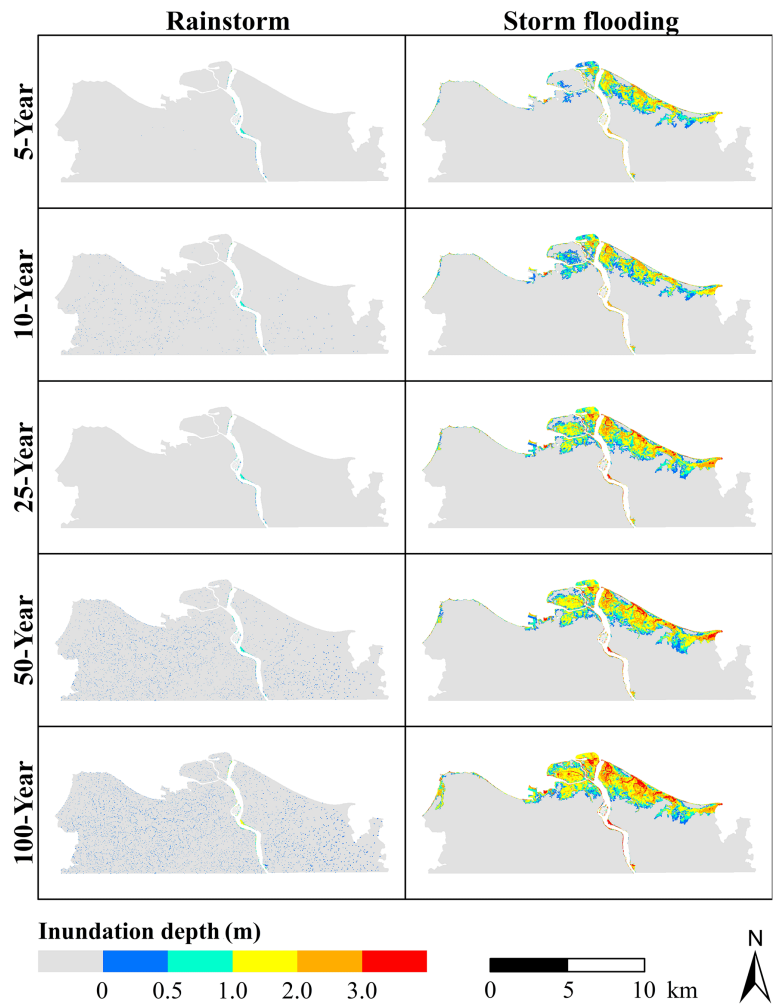 Rainstorm Storm flooding
5-Year
10-Year
25-Year
50-Year
100-Year
Inundation depth (m)
0 0.5 1.0 2.0 3.0
N
0 5 10 km